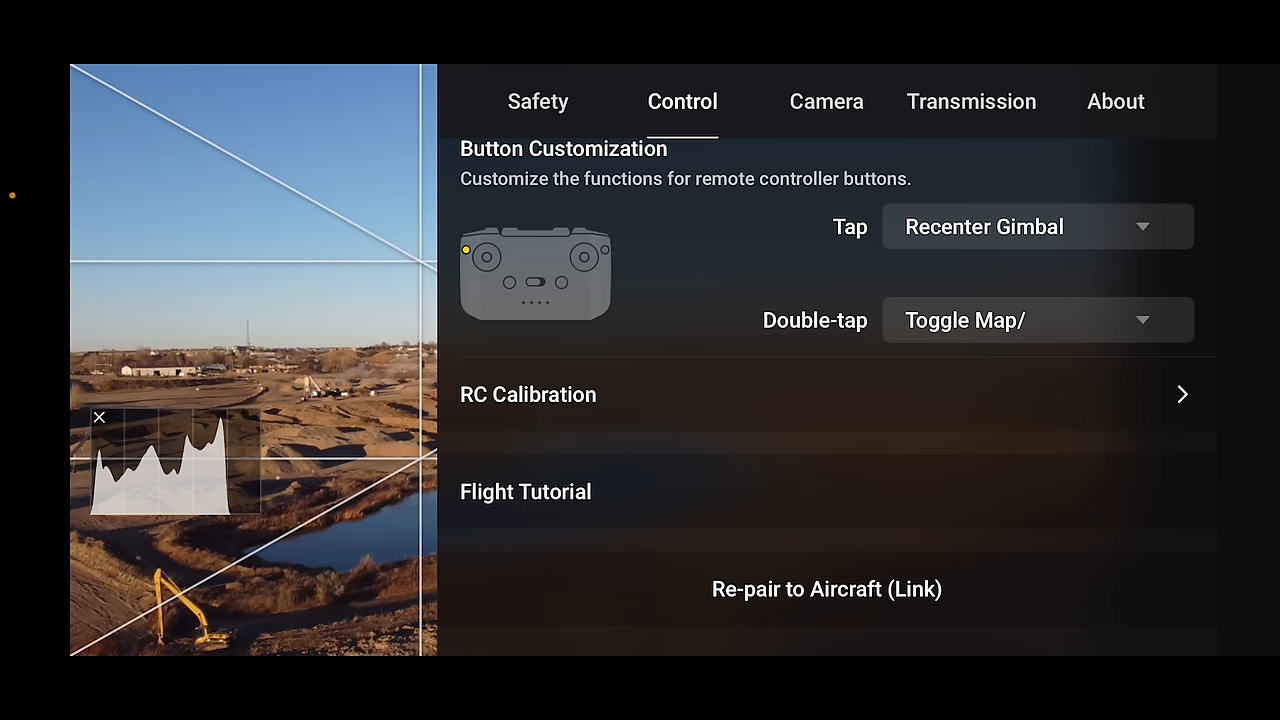 Safety
Control
Camera
Transmission
About
Button Customization
Customize the functions for remote controller buttons.
Tap
Recenter Gimbal
Double-tap
Toggle Map/
RC Calibration
Flight Tutorial
Re-pair to Aircraft (Link)